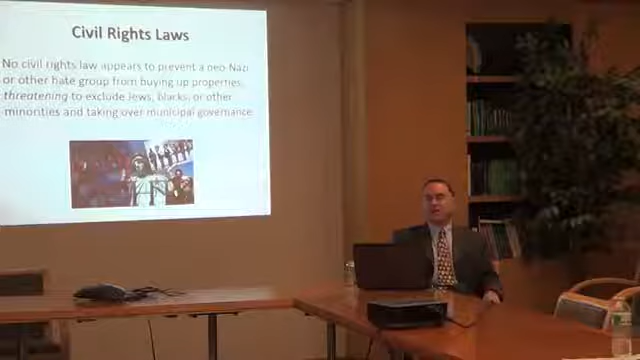 Civil Rights Laws
No civil rights law appears to prevent a neo-Nazi
or other hate group from buying up properties,
threatening to exclude Jews, blacks, or other
minorities and taking over municipal governance.